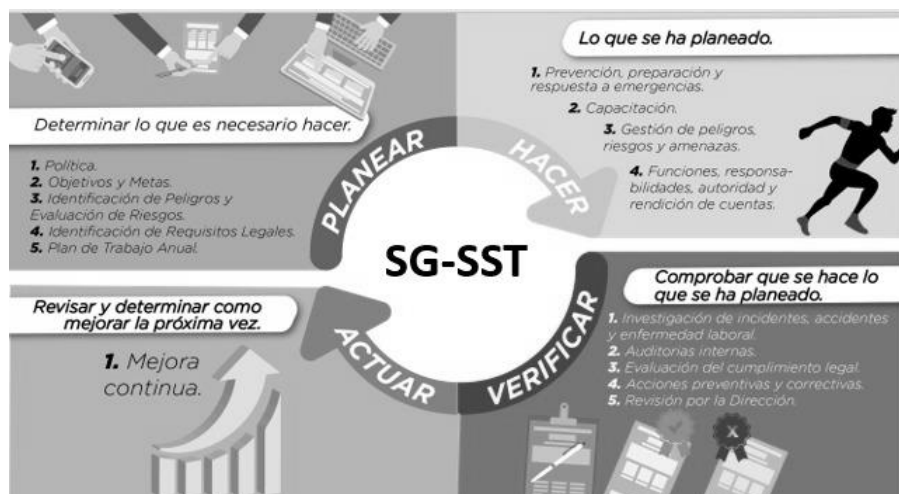 Determinar lo que es necesario hacer.
1. Política.
2. Objetivos y Metas.
3. Identificación de Peligros y
Evaluación de Riesgos.
4. Identificación de Requisitos Legales.
5. Plan de Trabajo Anual.
PLANEAR
Lo que se ha planeado.
1. Prevención, preparación y
respuesta a emergencias.
2. Capacitación.
3. Gestión de peligros,
riesgos y amenazas.
4. Funciones, responsa-
bilidades, autoridad y
rendición de cuentas.
HACER
SG-SST
Revisar y determinar como
mejorar la próxima vez.
1. Mejora
continua.
ACTUAR
VERIFICAR
Comprobar que se hace lo
que se ha planeado.
1. Investigación de incidentes, accidentes
y enfermedad laboral.
2. Auditorias internas.
3. Evaluación del cumplimiento legal.
4. Acciones preventivas y correctivas.
5. Revisión por la Dirección.